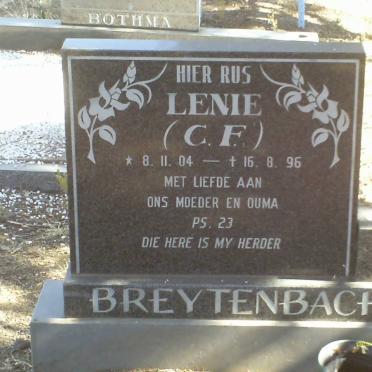 BOTHMA
HIER RUS
LENIE
(C. F.)
* 8. 11. 04 — † 16. 8. 96
MET LIEFDE AAN
ONS MOEDER EN OUMA
PS. 23
DIE HERE IS MY HERDER
BREYTENBACH